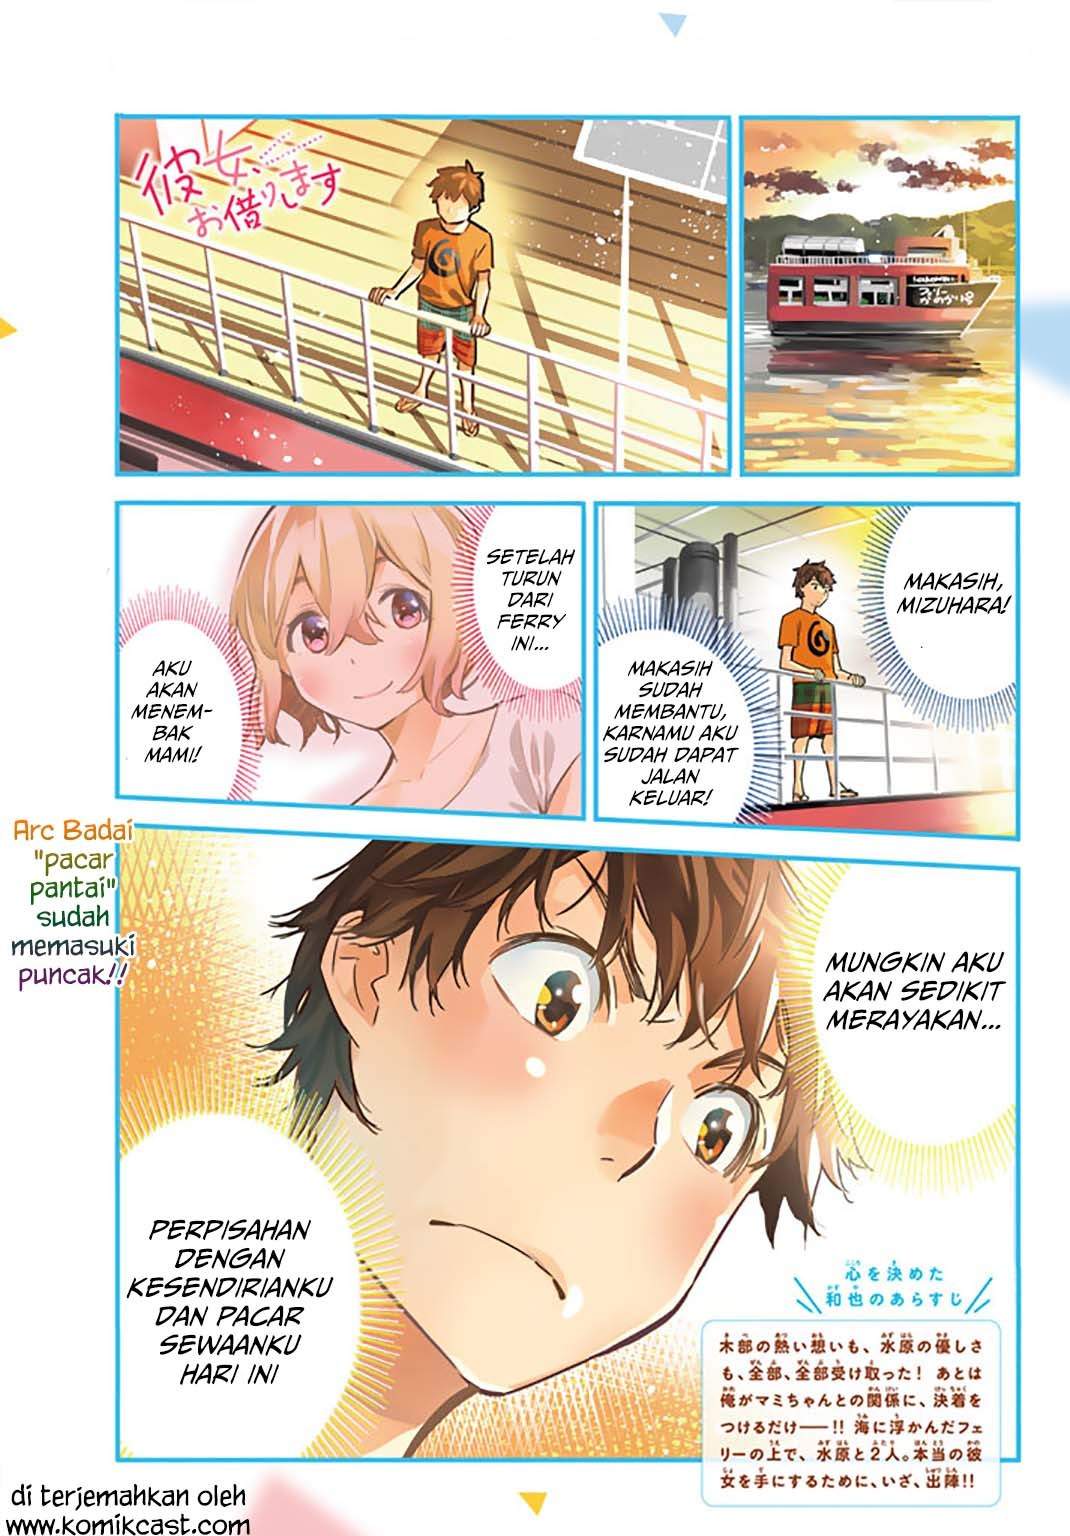 彼女、
お借りします
MAKASIH,
MIZUHARA!
MAKASIH
SUDAH
MEMBANTU,
KARNAMU AKU
SUDAH DAPAT
JALAN
KELUAR!
SETELAH
TURUN
DARI
FERRY
INI...
AKU
AKAN
MENEM-
BAK
MAMI!
Arc Badai
"pacar
pantai"
sudah
memasuki
puncak!!
MUNGKIN AKU
AKAN SEDIKIT
MERAYAKAN...
PERPISAHAN
DENGAN
KESENDIRIANKU
DAN PACAR
SEWAANKU
HARI INI
心を決めた
和也のあらすじ
木部の熱い想いも、水原の優しさ
も、全部、全部受け取った! あとは
俺がマミちゃんとの関係に、決着を
つけるだけ――!! 海に浮かんだフェ
リーの上で、水原と2人。本当の彼
女を手にするために、いざ、出陣!!
di terjemahkan oleh
www.komikcast.com